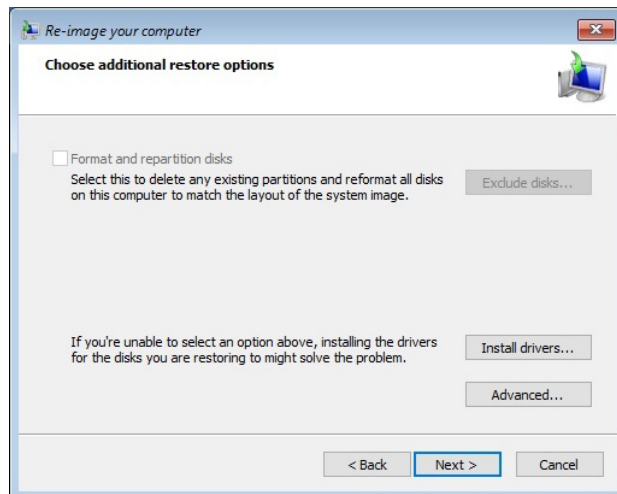 Re-image your computer
Choose additional restore options
Format and repartition disks
Select this to delete any existing partitions and reformat all disks
on this computer to match the layout of the system image.
Exclude disks...
If you're unable to select an option above, installing the drivers
for the disks you are restoring to might solve the problem.
Install drivers...
Advanced...
< Back
Next >
Cancel